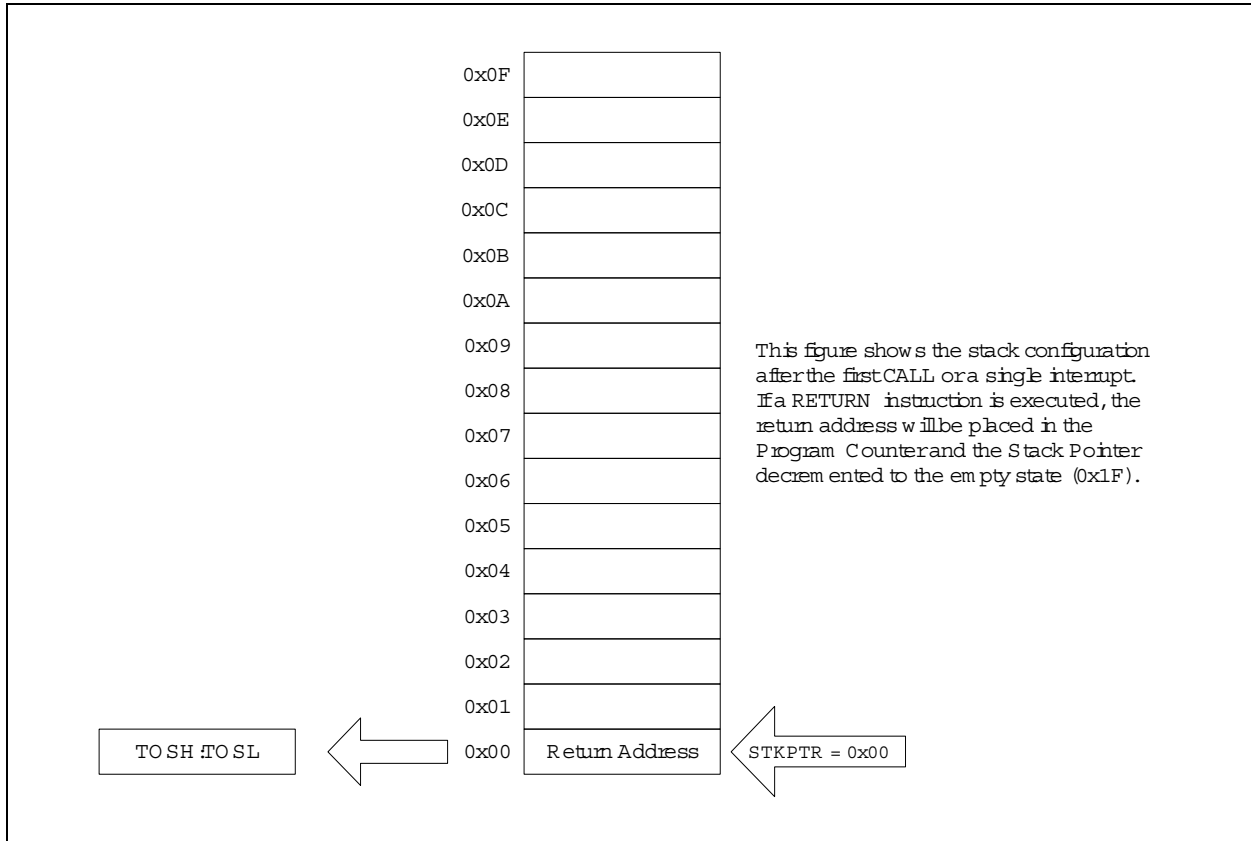 0x0F
0x0E
0x0D
0x0C
0x0B
0x0A
0x09
This figure shows the stack configuration
after the first CALL or a single interrupt.
0x08
If a RETURN instruction is executed, the
return address will be placed in the
0x07
Program Counter and the Stack Pointer
decremented to the empty state (0x1F).
0x06
0x05
0x04
0x03
0x02
0x01
TOSH:TOSL 0x00 Return Address STKPTR = 0x00